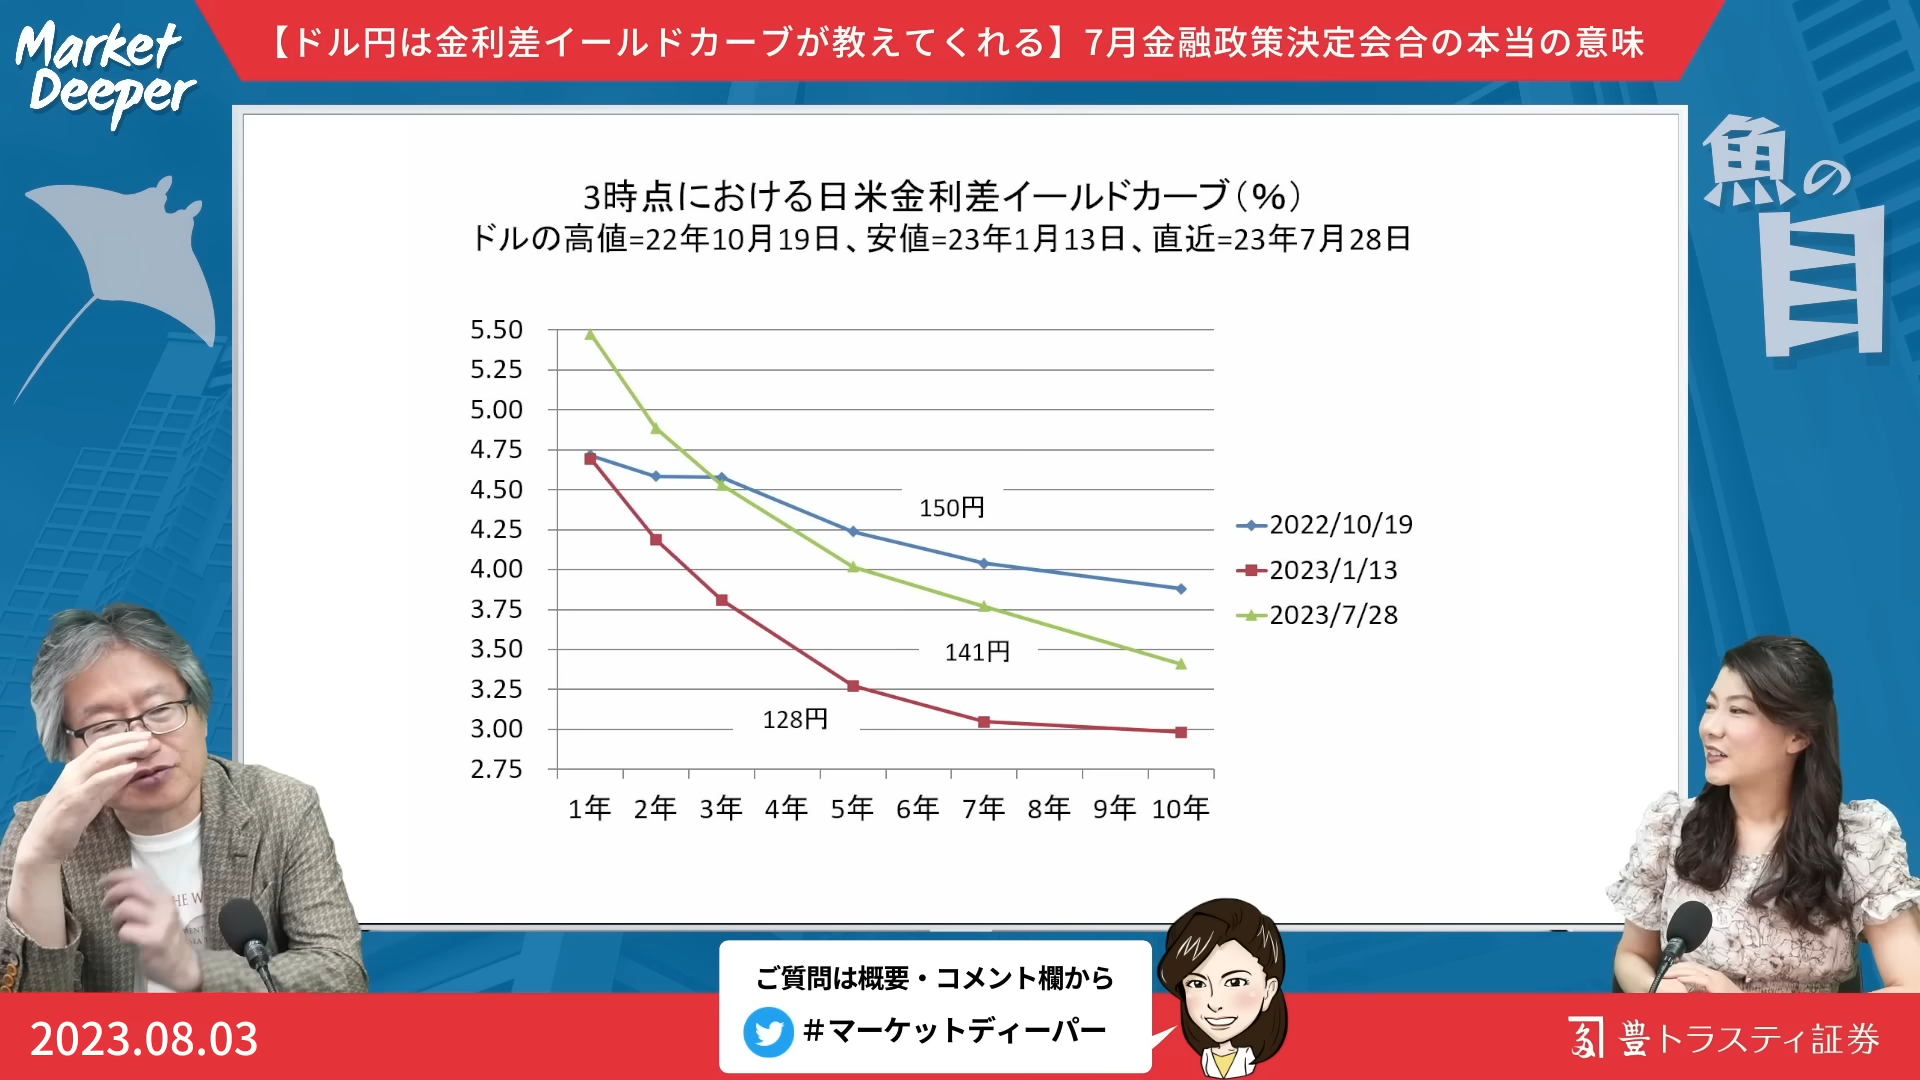 Market
Deeper
【ドル円は金利差イールドカーブが教えてくれる】7月金融政策決定会合の本当の意味
魚の
目
3時点における日米金利差イールドカーブ(%)
ドルの高値=22年10月19日、安値=23年1月13日、直近=23年7月28日
5.50
5.25
5.00
4.75
4.50
4.25
4.00
3.75
3.50
3.25
3.00
2.75
150円
141円
128円
1年 2年 3年 4年 5年 6年 7年 8年 9年 10年
2022/10/19
2023/1/13
2023/7/28
HE W
ご質問は概要・コメント欄から
#マーケットディーパー
2023.08.03
豊トラスティ証券